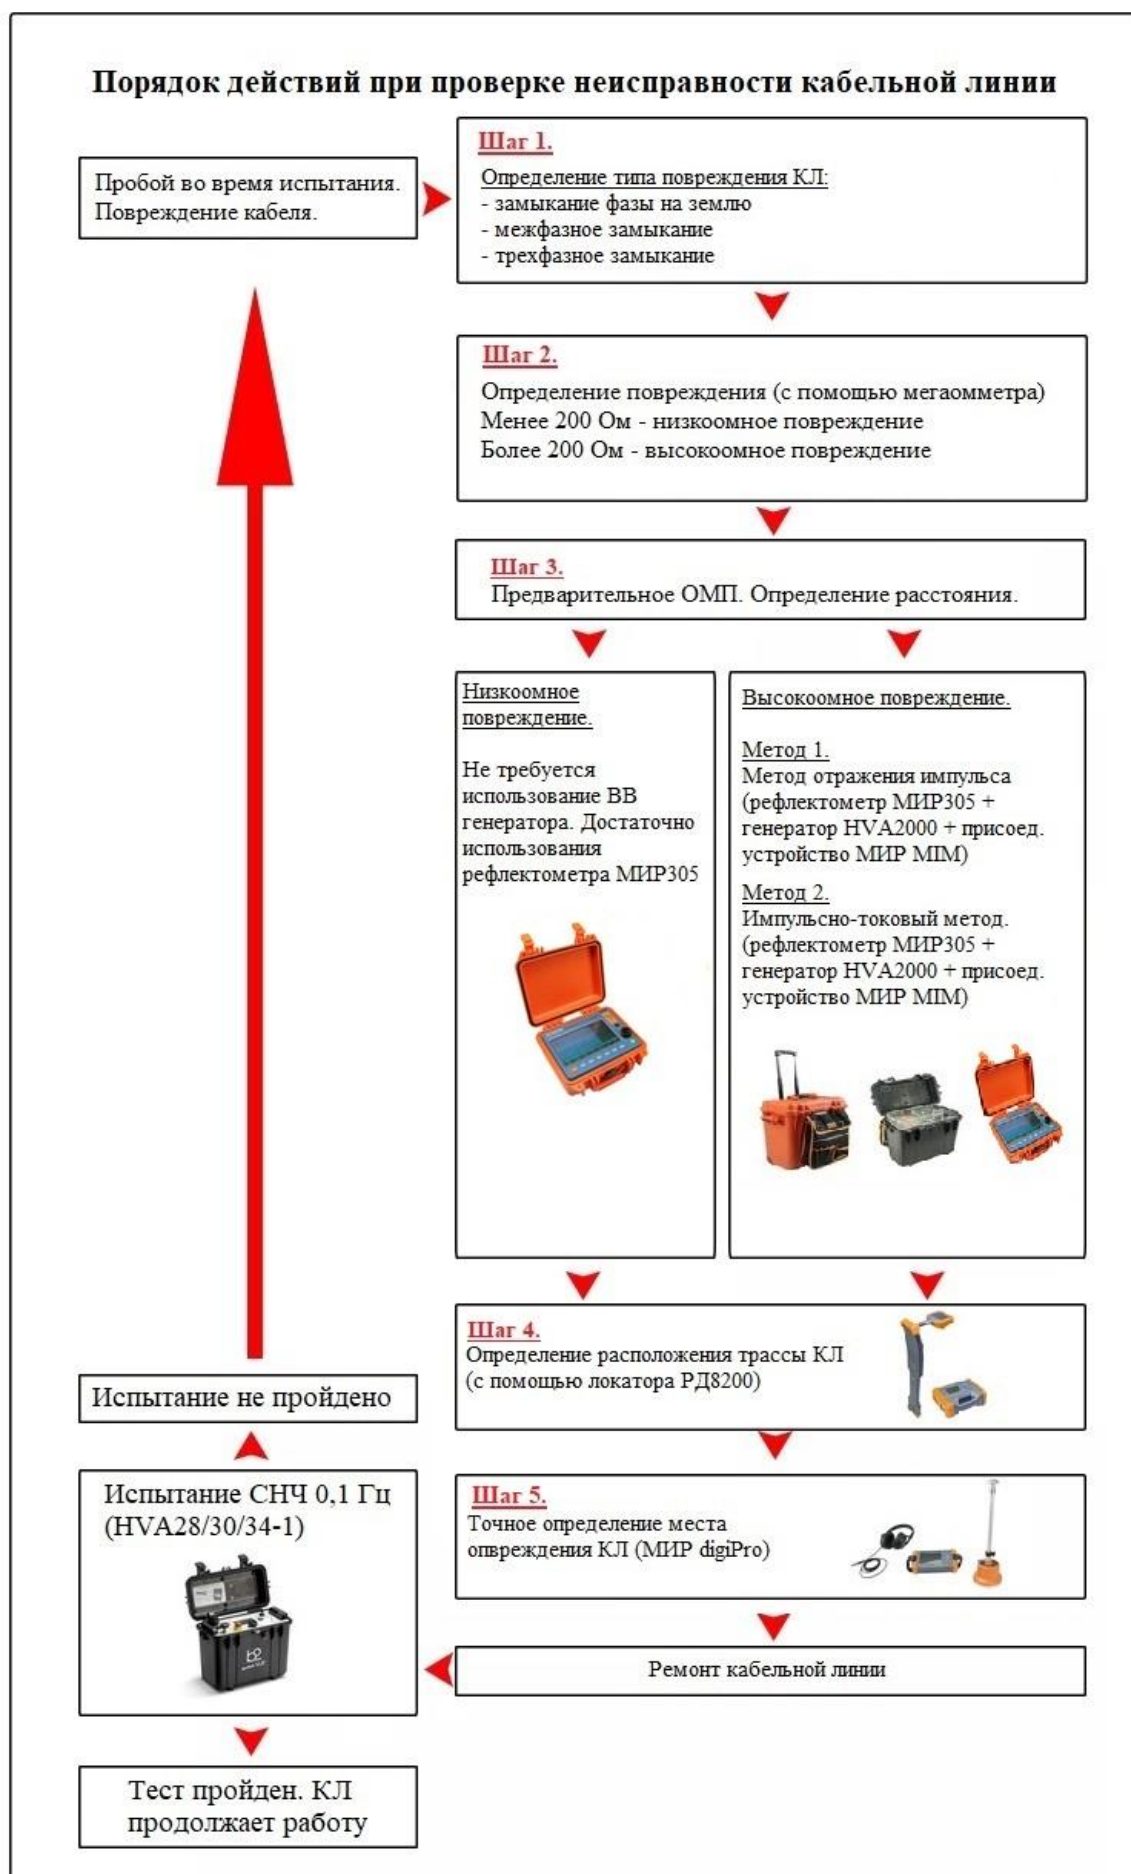 Порядок действий при проверке неисправности кабельной линии
Пробой во время испытания.
Повреждение кабеля.
Шаг 1.
Определение типа повреждения КЛ:
- замыкание фазы на землю
- межфазное замыкание
- трехфазное замыкание
Шаг 2.
Определение повреждения (с помощью мегаомметра)
Менее 200 Ом - низкоомное повреждение
Более 200 Ом - высокоомное повреждение
Шаг 3.
Предварительное ОМП. Определение расстояния.
Низкоомное
повреждение.
Не требуется
использование ВВ
генератора. Достаточно
использования
рефлектометра МИР305
Высокоомное повреждение.
Метод 1.
Метод отражения импульса
(рефлектометр МИР305 +
генератор HVA2000 + присоед.
устройство МИР MIM)
Метод 2.
Импульсно-токовый метод.
(рефлектометр МИР305 +
генератор HVA2000 + присоед.
устройство МИР MIM)
Шаг 4.
Определение расположения трассы КЛ
(с помощью локатора РД8200)
Шаг 5.
Точное определение места
опвреждения КЛ (МИР digiPro)
Ремонт кабельной линии
Испытание не пройдено
Испытание СНЧ 0,1 Гц
(HVA28/30/34-1)
Тест пройден. КЛ
продолжает работу